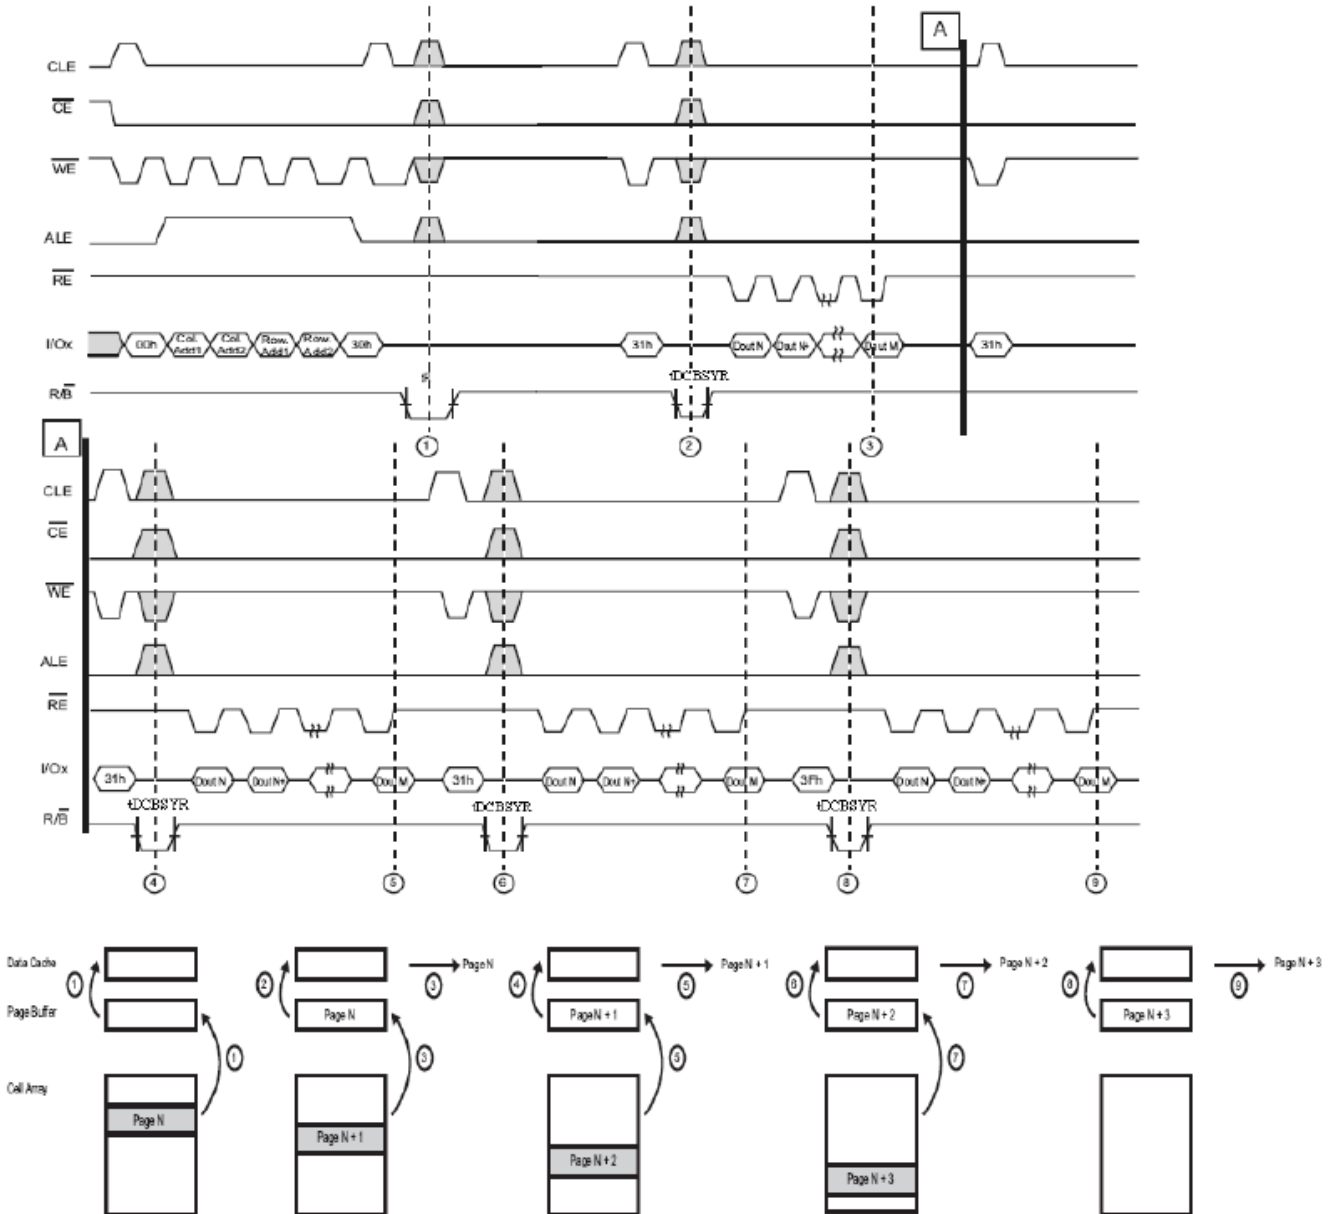 A
CLE
CE
WE
ALE
RE
I/Ox 00h Col. Add1 Col. Add2 Row. Add1 Row. Add2 30h 31h Dout N Dout N+ Dout M 31h
tDCBSYR
R/B
1 2 3
A
CLE
CE
WE
ALE
RE
I/Ox 31h Dout N Dout N+ Dout M 31h Dout N Dout N+ Dout M 3Fh Dout N Dout N+ Dout M
tDCBSYR tDCBSYR tDCBSYR
R/B
4 5 6 7 8 9
Data Cache 1 2 3 Page N 4 5 Page N + 1 6 7 Page N + 2 8 9 Page N + 3
Page Buffer Page N Page N + 1 Page N + 2 Page N + 3
1 3 5 7
Cell Array
Page N
Page N + 1
Page N + 2
Page N + 3